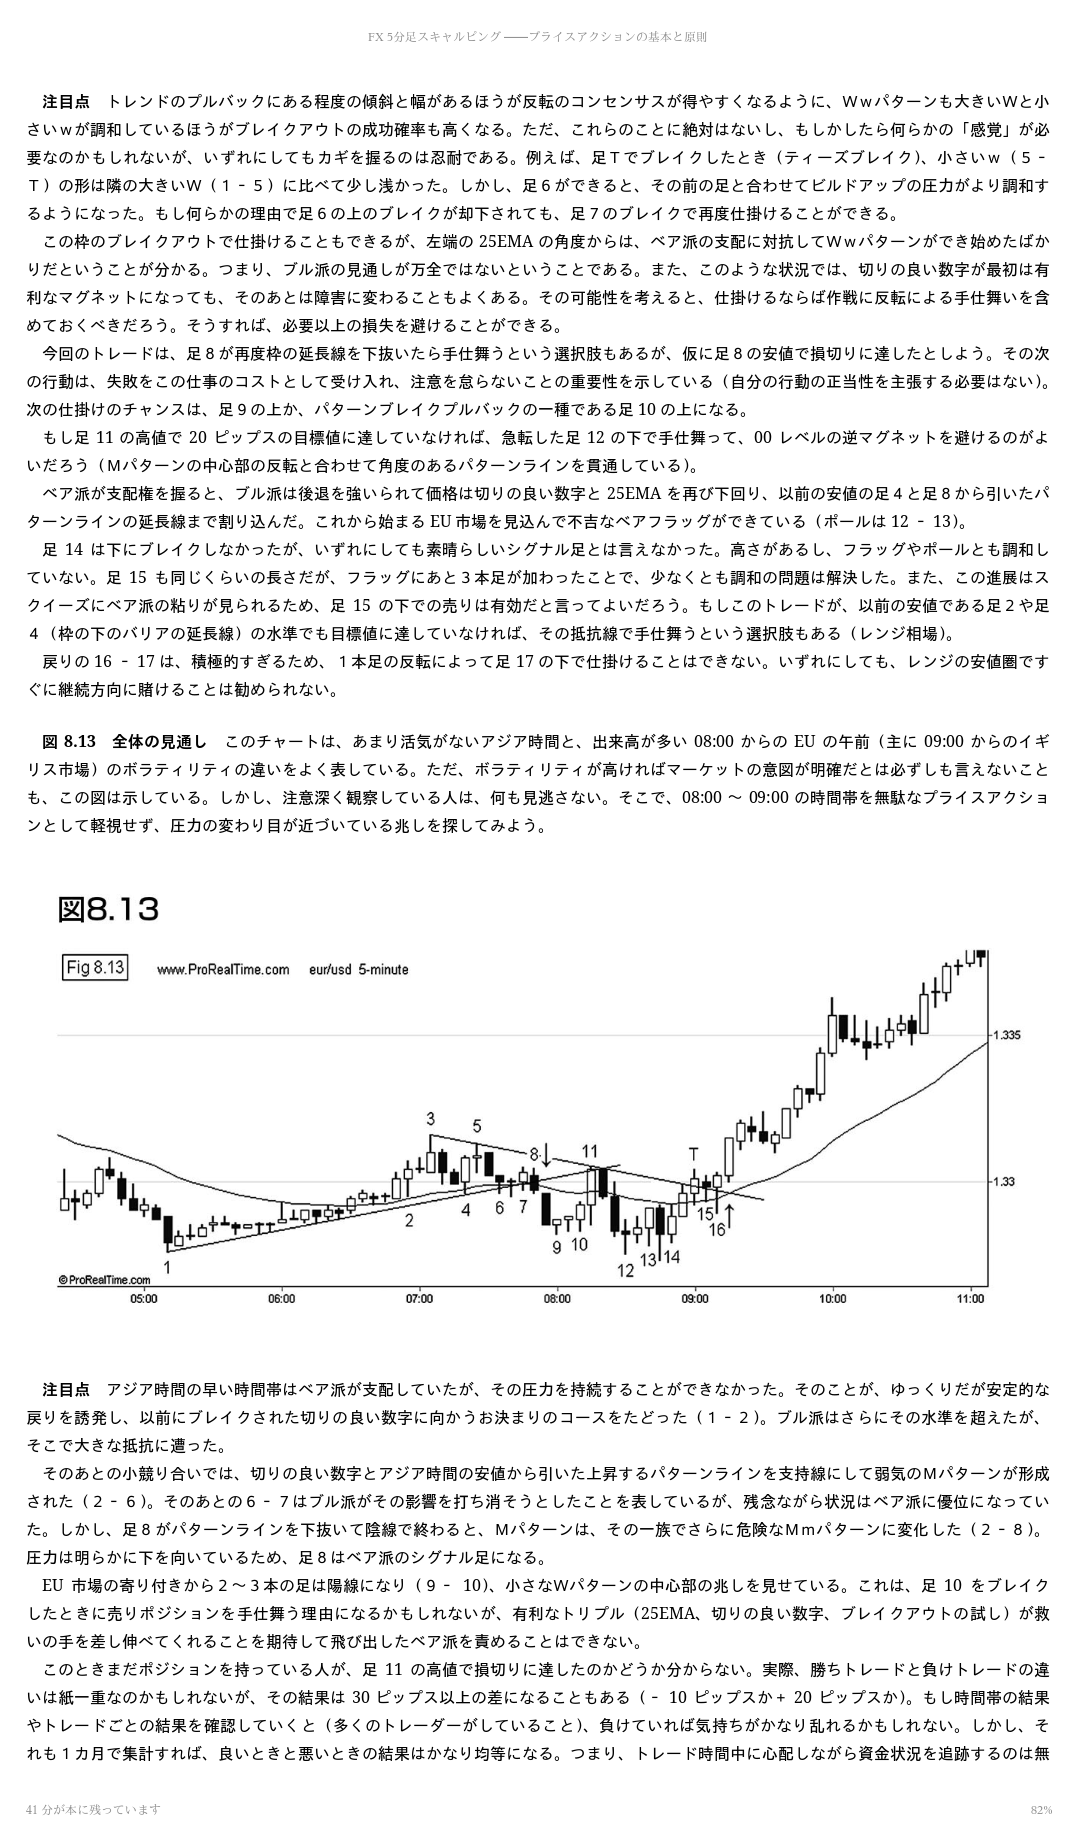 FX 5分足スキャルピング ――プライスアクションの基本と原則
注目点　トレンドのプルバックにある程度の傾斜と幅があるほうが反転のコンセンサスが得やすくなるように、Ｗｗパターンも大きいＷと小
さいｗが調和しているほうがブレイクアウトの成功確率も高くなる。ただ、これらのことに絶対はないし、もしかしたら何らかの「感覚」が必
要なのかもしれないが、いずれにしてもカギを握るのは忍耐である。例えば、足Ｔでブレイクしたとき（ティーズブレイク）、小さいｗ（５－
Ｔ）の形は隣の大きいＷ（１－５）に比べて少し浅かった。しかし、足６ができると、その前の足と合わせてビルドアップの圧力がより調和す
るようになった。もし何らかの理由で足６の上のブレイクが却下されても、足７のブレイクで再度仕掛けることができる。
この枠のブレイクアウトで仕掛けることもできるが、左端の 25EMA の角度からは、ベア派の支配に対抗してＷｗパターンができ始めたばか
りだということが分かる。つまり、ブル派の見通しが万全ではないということである。また、このような状況では、切りの良い数字が最初は有
利なマグネットになっても、そのあとは障害に変わることもよくある。その可能性を考えると、仕掛けるならば作戦に反転による手仕舞いを含
めておくべきだろう。そうすれば、必要以上の損失を避けることができる。
今回のトレードは、足８が再度枠の延長線を下抜いたら手仕舞うという選択肢もあるが、仮に足８の安値で損切りに達したとしよう。その次
の行動は、失敗をこの仕事のコストとして受け入れ、注意を怠らないことの重要性を示している（自分の行動の正当性を主張する必要はない）。
次の仕掛けのチャンスは、足９の上か、パターンブレイクプルバックの一種である足 10 の上になる。
もし足 11 の高値で 20 ピップスの目標値に達していなければ、急転した足 12 の下で手仕舞って、00 レベルの逆マグネットを避けるのがよ
いだろう（Ｍパターンの中心部の反転と合わせて角度のあるパターンラインを貫通している）。
ベア派が支配権を握ると、ブル派は後退を強いられて価格は切りの良い数字と 25EMA を再び下回り、以前の安値の足４と足８から引いたパ
ターンラインの延長線まで割り込んだ。これから始まる EU 市場を見込んで不吉なベアフラッグができている（ポールは 12 － 13）。
足 14 は下にブレイクしなかったが、いずれにしても素晴らしいシグナル足とは言えなかった。高さがあるし、フラッグやポールとも調和し
ていない。足 15 も同じくらいの長さだが、フラッグにあと３本足が加わったことで、少なくとも調和の問題は解決した。また、この進展はス
クイーズにベア派の粘りが見られるため、足 15 の下での売りは有効だと言ってよいだろう。もしこのトレードが、以前の安値である足２や足
４（枠の下のバリアの延長線）の水準でも目標値に達していなければ、その抵抗線で手仕舞うという選択肢もある（レンジ相場）。
戻りの 16 － 17 は、積極的すぎるため、１本足の反転によって足 17 の下で仕掛けることはできない。いずれにしても、レンジの安値圏です
ぐに継続方向に賭けることは勧められない。
図 8.13　全体の見通し　このチャートは、あまり活気がないアジア時間と、出来高が多い 08:00 からの EU の午前（主に 09:00 からのイギ
リス市場）のボラティリティの違いをよく表している。ただ、ボラティリティが高ければマーケットの意図が明確だとは必ずしも言えないこと
も、この図は示している。しかし、注意深く観察している人は、何も見逃さない。そこで、08:00 ～ 09:00 の時間帯を無駄なプライスアクショ
ンとして軽視せず、圧力の変わり目が近づいている兆しを探してみよう。
図8.13
Fig 8.13　www.ProRealTime.com　eur/usd 5-minute
1.335
3
5
8
11
T
1.33
2
4
6
7
15
16
9
10
12
13
14
1
©ProRealTime.com
05:00　06:00　07:00　08:00　09:00　10:00　11:00
注目点　アジア時間の早い時間帯はベア派が支配していたが、その圧力を持続することができなかった。そのことが、ゆっくりだが安定的な
戻りを誘発し、以前にブレイクされた切りの良い数字に向かうお決まりのコースをたどった（１－２）。ブル派はさらにその水準を超えたが、
そこで大きな抵抗に遭った。
そのあとの小競り合いでは、切りの良い数字とアジア時間の安値から引いた上昇するパターンラインを支持線にして弱気のＭパターンが形成
された（２－６）。そのあとの６－７はブル派がその影響を打ち消そうとしたことを表しているが、残念ながら状況はベア派に優位になってい
た。しかし、足８がパターンラインを下抜いて陰線で終わると、Ｍパターンは、その一族でさらに危険なＭｍパターンに変化した（２－８）。
圧力は明らかに下を向いているため、足８はベア派のシグナル足になる。
EU 市場の寄り付きから２～３本の足は陽線になり（９－ 10）、小さなＷパターンの中心部の兆しを見せている。これは、足 10 をブレイク
したときに売りポジションを手仕舞う理由になるかもしれないが、有利なトリプル（25EMA、切りの良い数字、ブレイクアウトの試し）が救
いの手を差し伸べてくれることを期待して飛び出したベア派を責めることはできない。
このときまだポジションを持っている人が、足 11 の高値で損切りに達したのかどうか分からない。実際、勝ちトレードと負けトレードの違
いは紙一重なのかもしれないが、その結果は 30 ピップス以上の差になることもある（－ 10 ピップスか＋ 20 ピップスか）。もし時間帯の結果
やトレードごとの結果を確認していくと（多くのトレーダーがしていること）、負けていれば気持ちがかなり乱れるかもしれない。しかし、そ
れも１カ月で集計すれば、良いときと悪いときの結果はかなり均等になる。つまり、トレード時間中に心配しながら資金状況を追跡するのは無
41 分が本に残っています　82%